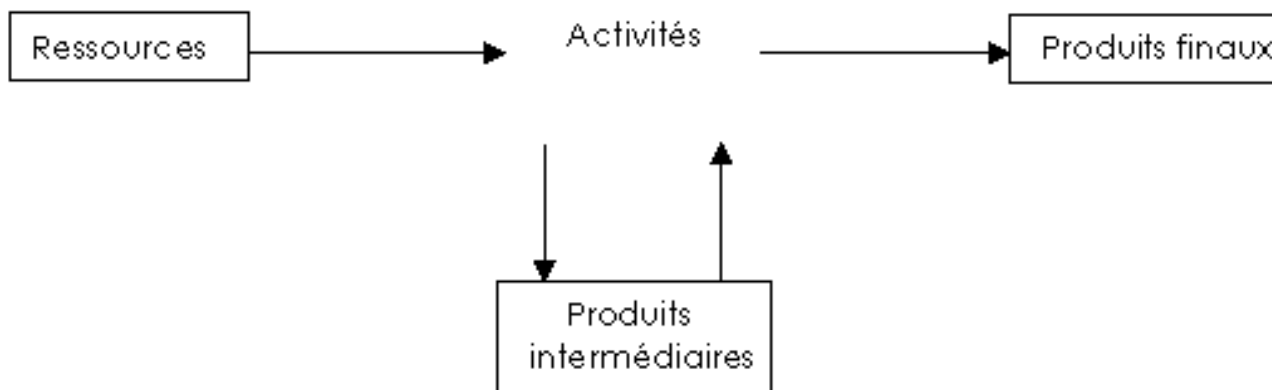 Ressources
Activités
Produits finaux
Produits
intermédiaires